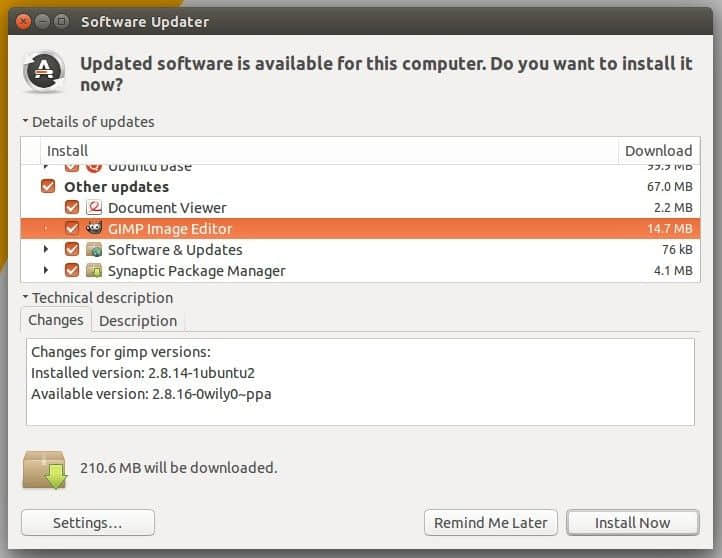 Software Updater
Updated software is available for this computer. Do you want to install it
now?
Details of updates
Install Download
Ubuntu base 99.9 MB
Other updates 67.0 MB
Document Viewer 2.2 MB
GIMP Image Editor 14.7 MB
Software & Updates 76 kB
Synaptic Package Manager 4.1 MB
Technical description
Changes Description
Changes for gimp versions:
Installed version: 2.8.14-1ubuntu2
Available version: 2.8.16-0wily0~ppa
210.6 MB will be downloaded.
Settings... Remind Me Later Install Now